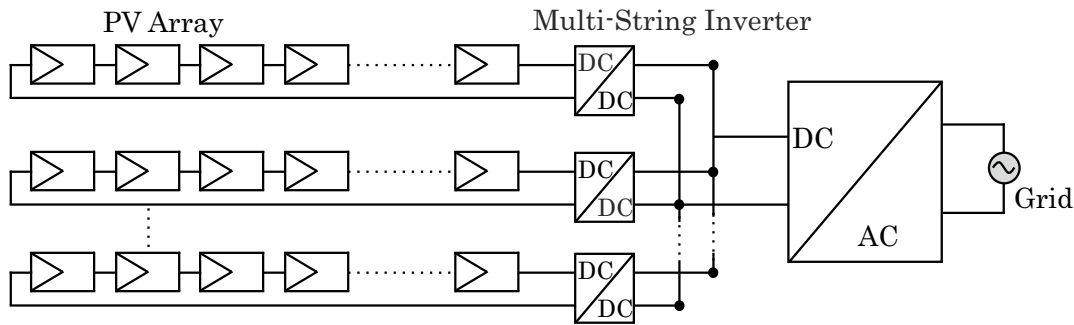 PV Array
Multi-String Inverter
DC
DC
DC
DC
DC
DC
DC
AC
Grid